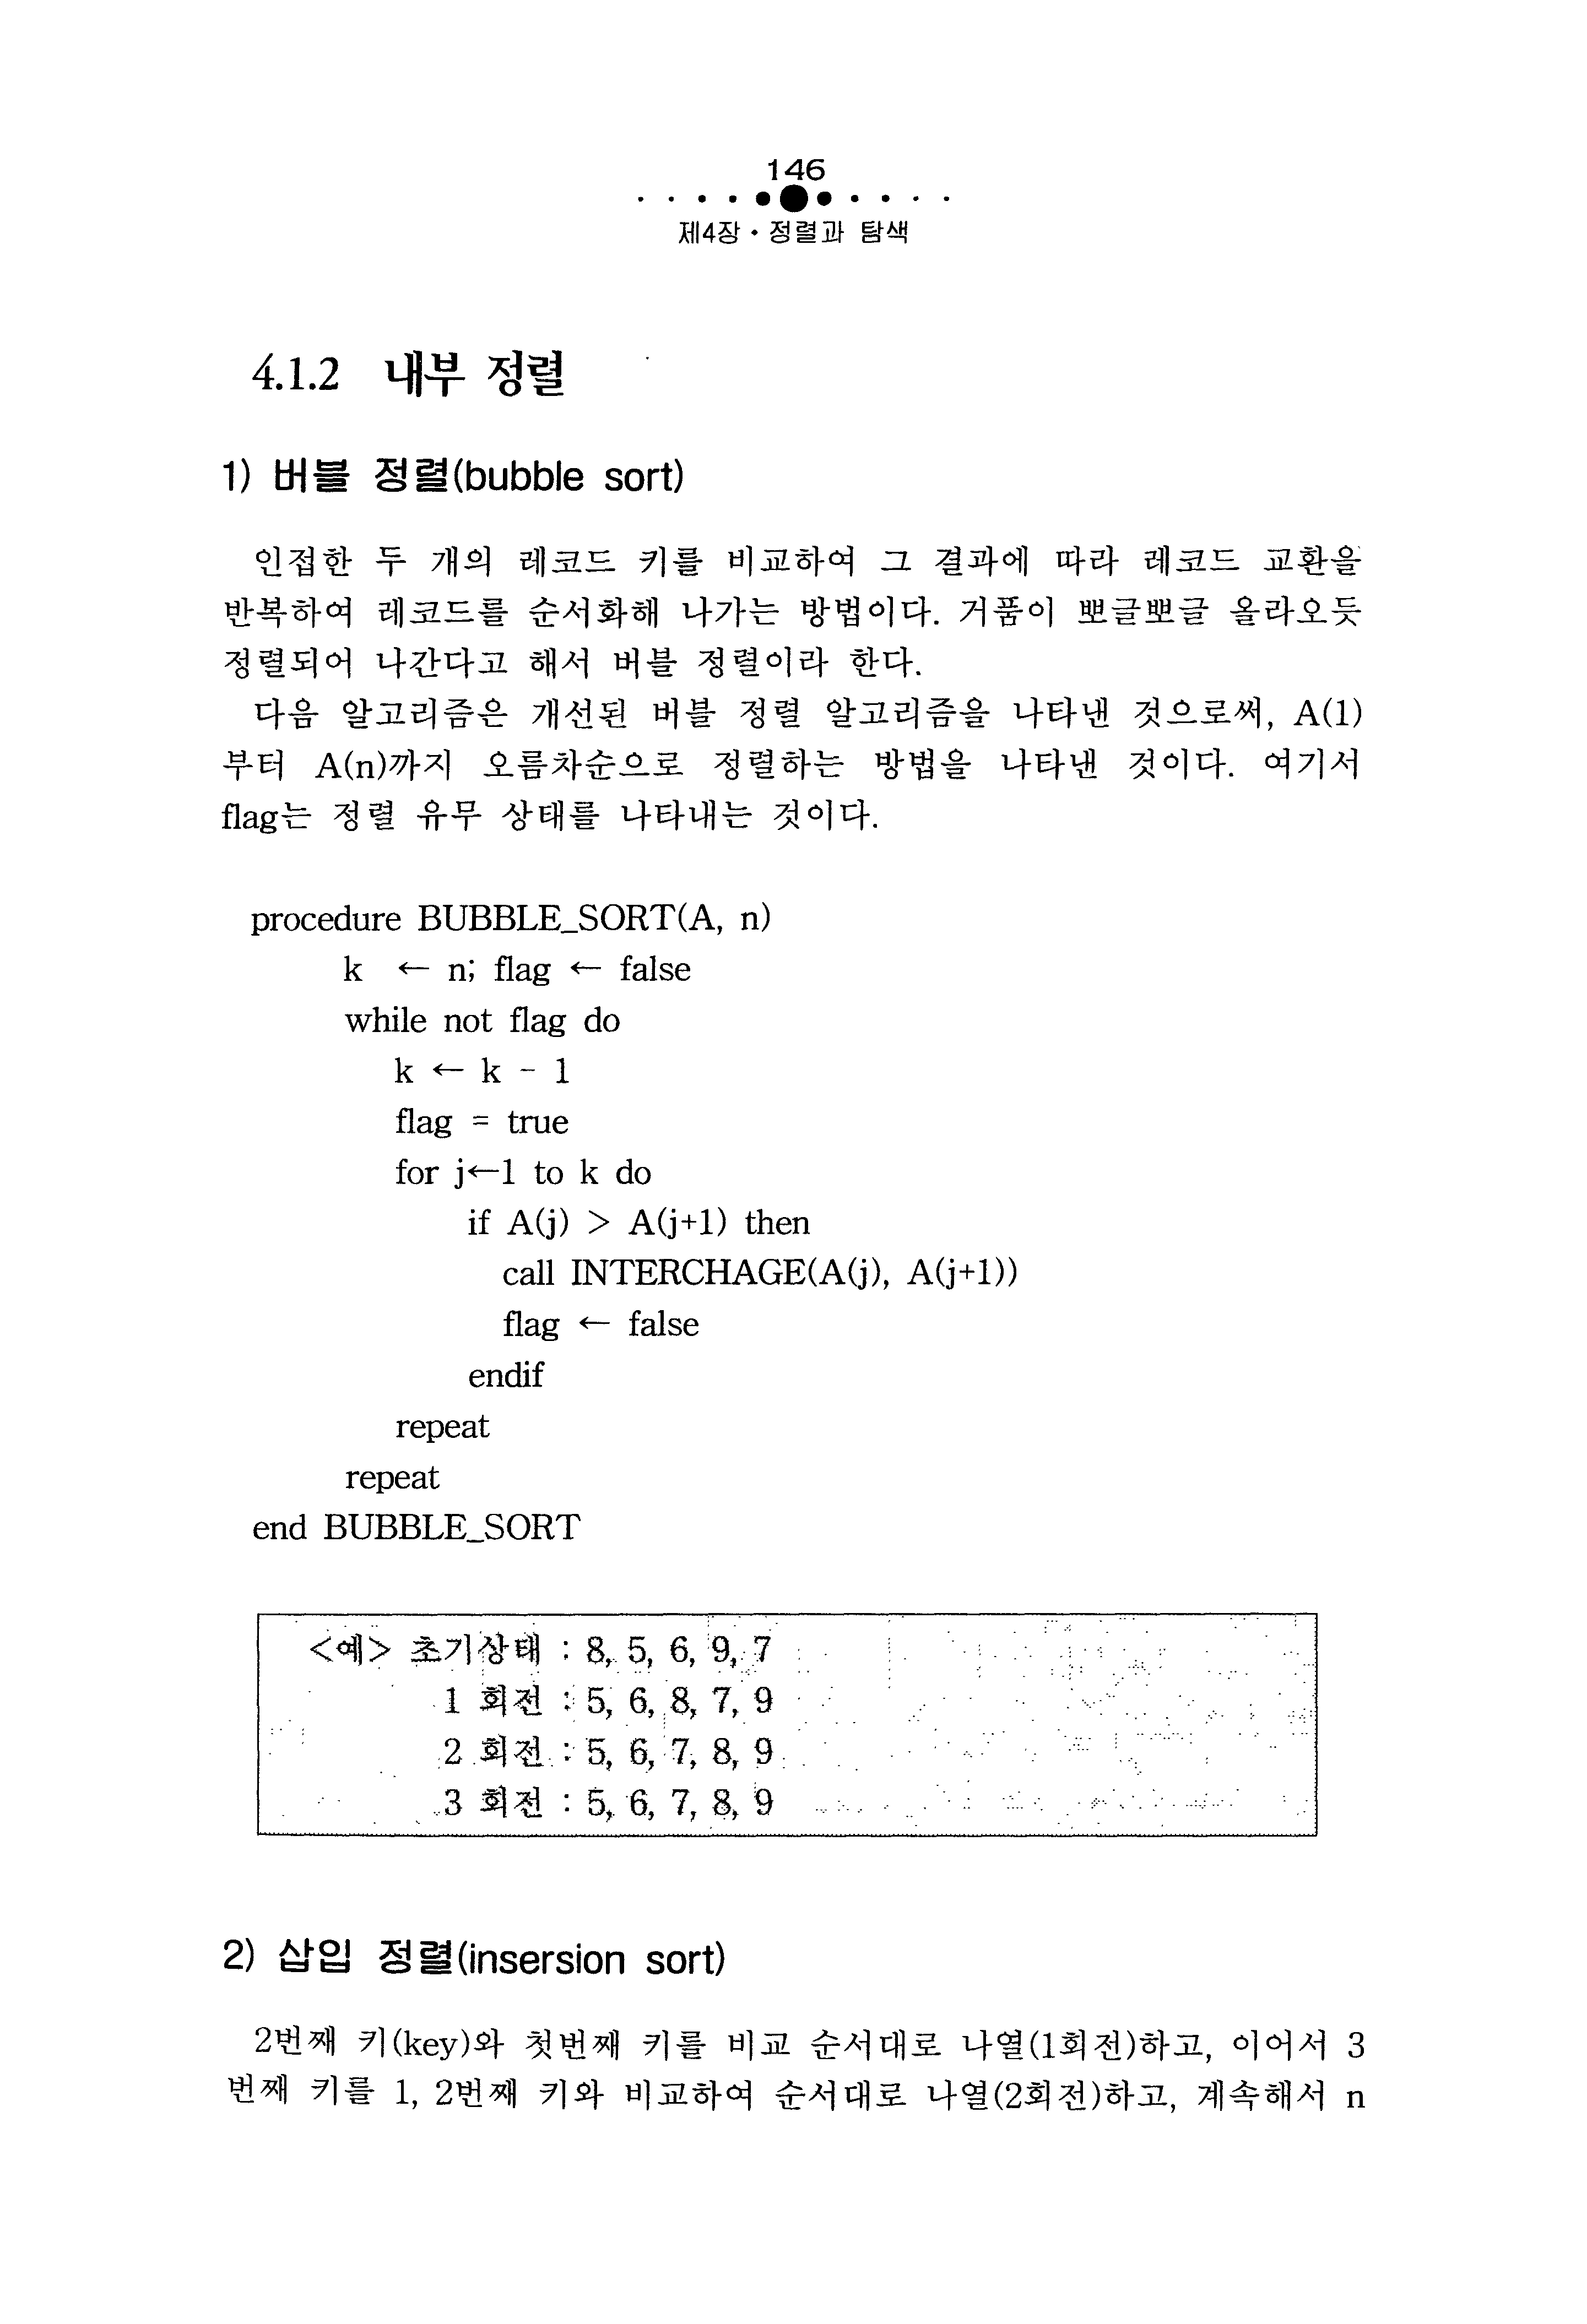 146
제4장 • 정렬과 탐색
4.1.2 내부 정렬
1) 버블 정렬(bubble sort)
인접한 두 개의 레코드 키를 비교하여 그 결과에 따라 레코드 교환을
반복하여 레코드를 순서화해 나가는 방법이다. 거품이 뽀글뽀글 올라오듯
정렬되어 나간다고 해서 버블 정렬이라 한다.
다음 알고리즘은 개선된 버블 정렬 알고리즘을 나타낸 것으로써, A(1)
부터 A(n)까지 오름차순으로 정렬하는 방법을 나타낸 것이다. 여기서
flag는 정렬 유무 상태를 나타내는 것이다.
procedure BUBBLE_SORT(A, n)
k ← n; flag ← false
while not flag do
k ← k - 1
flag = true
for j←1 to k do
if A(j) > A(j+1) then
call INTERCHAGE(A(j), A(j+1))
flag ← false
endif
repeat
repeat
end BUBBLE_SORT
<예> 초기상태 : 8, 5, 6, 9, 7
1 회전 : 5, 6, 8, 7, 9
2 회전 : 5, 6, 7, 8, 9
3 회전 : 5, 6, 7, 8, 9
2) 삽입 정렬(insersion sort)
2번째 키(key)와 첫번째 키를 비교 순서대로 나열(1회전)하고, 이어서 3
번째 키를 1, 2번째 키와 비교하여 순서대로 나열(2회전)하고, 계속해서 n